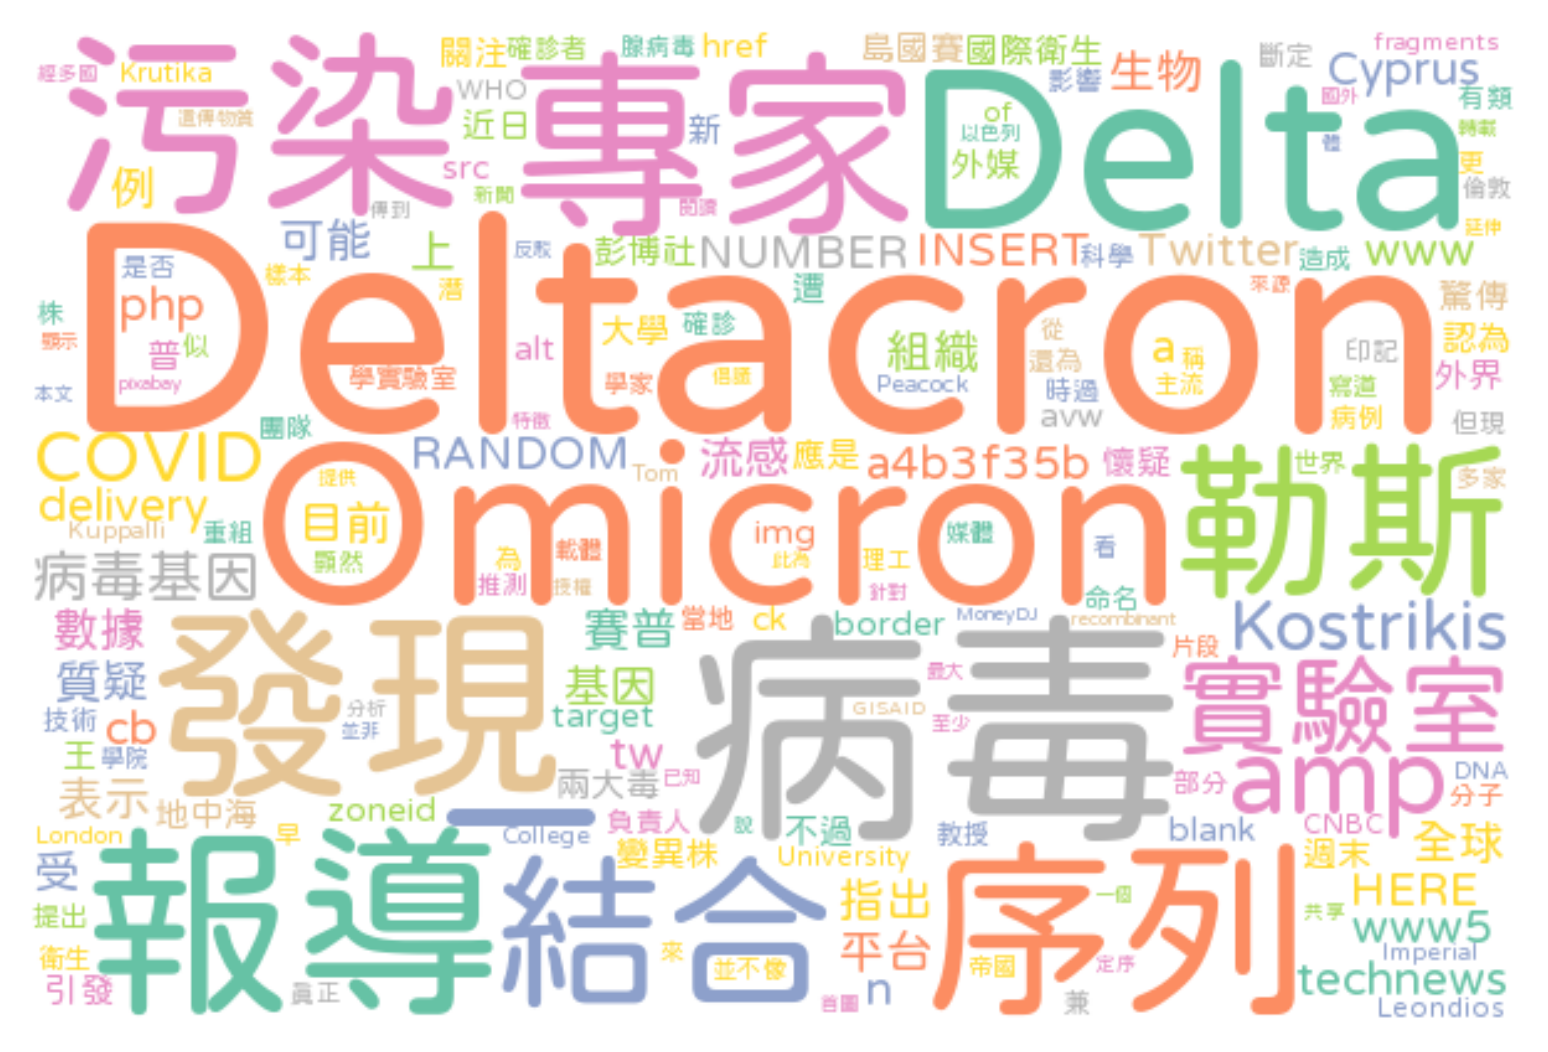 經多國 Krutika 關注 確診者 腺病毒 href 島國賽 國際衛生 斷定 fragments
WHO 影響 生物 Cyprus 國外 有類
污染 專家 Delta
遺傳物質 近日 新 of 以色列 外媒 體 轉載
例 src 新聞 更 倫敦
傳到 閱讀 延伸
可能 上 反駁 彭博社 NUMBER INSERT 科學 Twitter 造成 www
是否 樣本 潛 遭 來源 驚傳
Deltacron
株 php 大學 確診 從 認為
顯示 普 似 alt 組織 還為 a 稱 印記 外界
pixabay 學實驗室 學家 倡議 Peacock 時過 主流 寫道
本文 特徵 avw 病例 但現
COVID 團隊 RANDOM 流感 應是 a4b3f35b 懷疑 世界
提供 Tom 多家
delivery Omicron 勒斯
Kuppalli 重組 目前 img 媒體
病毒基因 顯然 為 載體 此為 理工 看
推測 授權 針對 命名
數據 賽普 當地 ck border MoneyDJ recombinant Kostrikis
片段
質疑 發現 基因 病毒 最大 實驗室
技術 cb 分析 target GISAID 至少
王 學院 並非 tw
表示 兩大毒 已知 部分 amp DNA
地中海 zoneid 一 負責人 說 不過 分子
London 早 College 教授 blank CNBC
受 變異株 University 週末 全球
報導 結合 指出 序列 一個 HERE
提出 共享 www5
衛生 來 並不像 平台 帝國 定序 Imperial
引發 真正 n technews
首圖 兼 Leondios